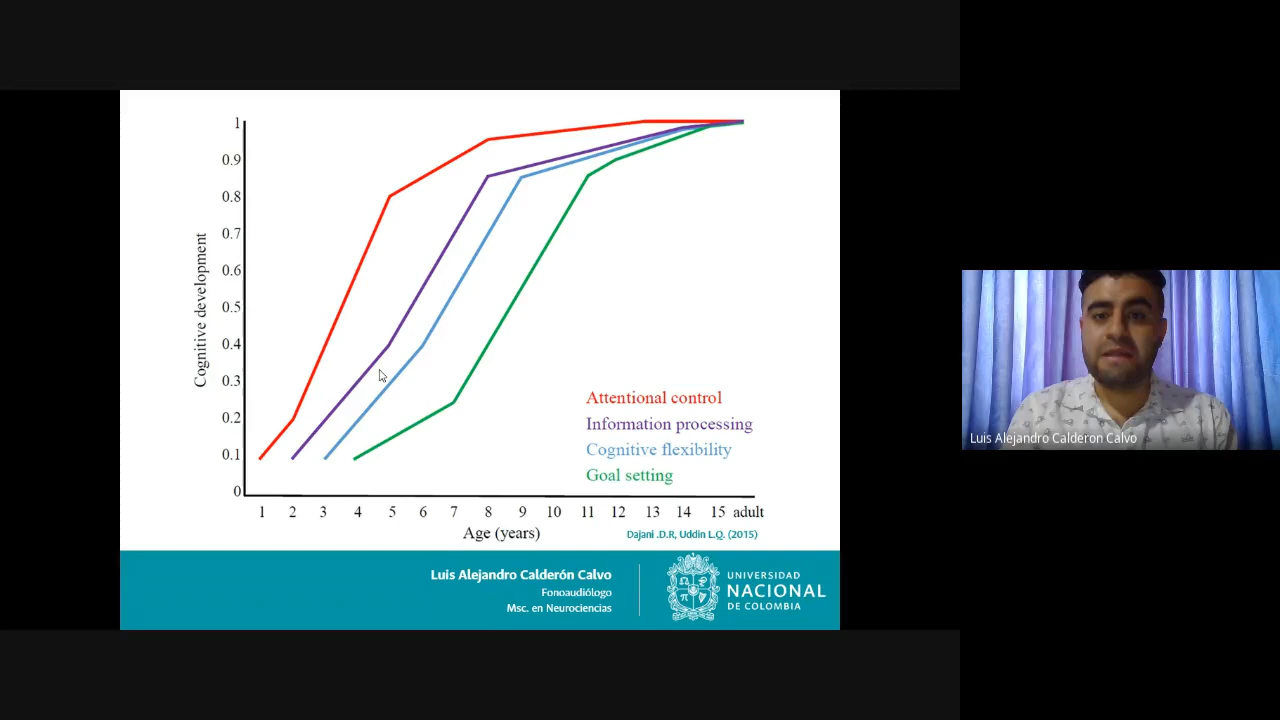 1
0.9
0.8
0.7
0.6
0.5
0.4
0.3
0.2
0.1
0
Cognitive development
Attentional control
Information processing
Cognitive flexibility
Goal setting
1 2 3 4 5 6 7 8 9 10 11 12 13 14 15 adult
Age (years)
Dajani .D.R, Uddin L.Q. (2015)
Luis Alejandro Calderón Calvo
Fonoaudiólogo
Msc. en Neurociencias
UNIVERSIDAD
NACIONAL
DE COLOMBIA
Luis Alejandro Calderon Calvo